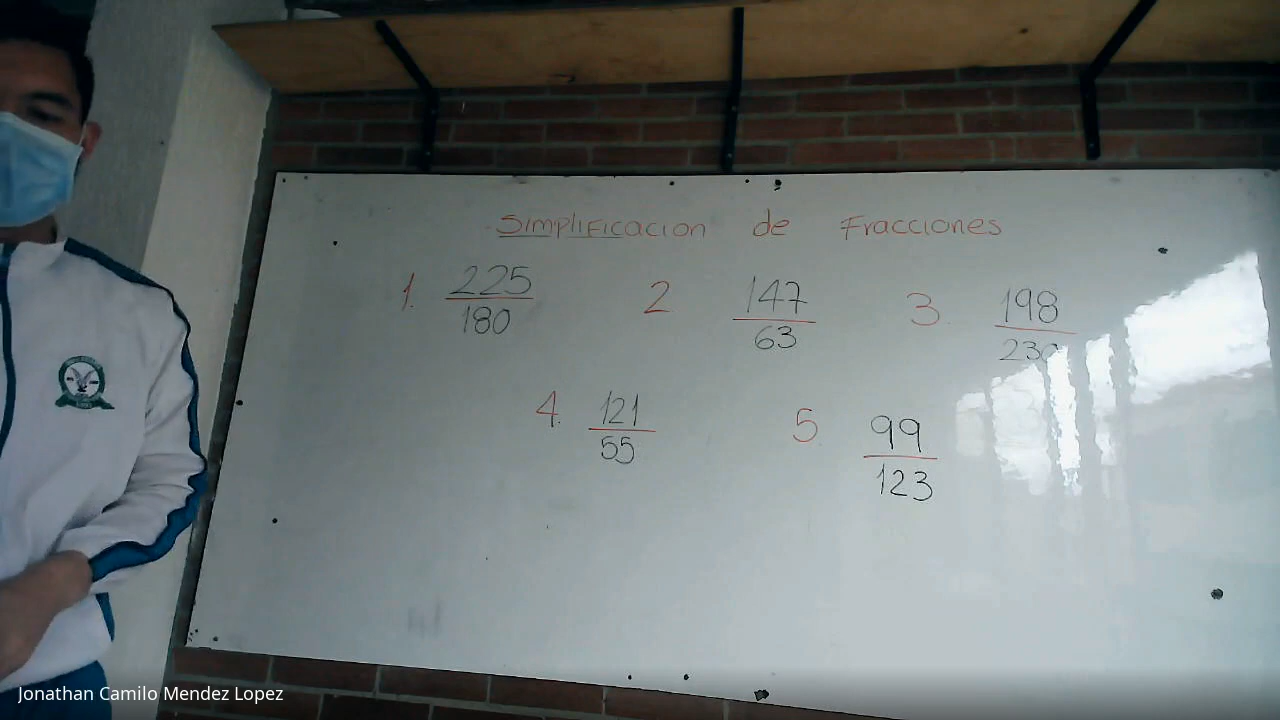 Simplificacion de Fracciones
1. 225/180 2 147/63 3. 198/230
4. 121/55 5. 99/123
Jonathan Camilo Mendez Lopez